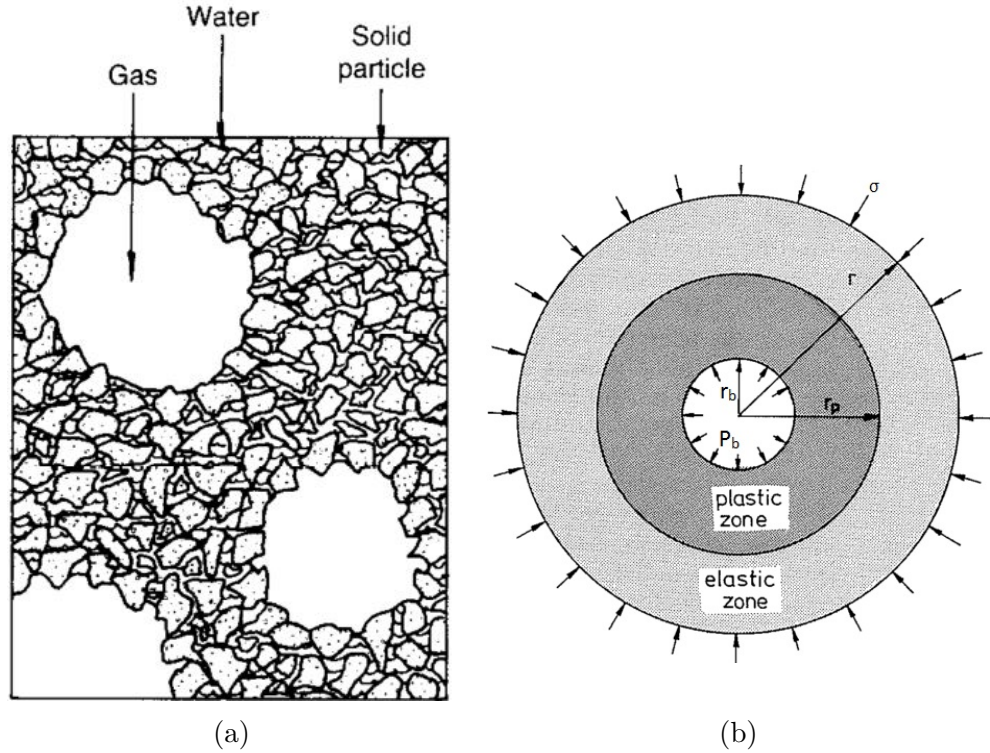 Water
Solid
particle
Gas
σ
r
r_b
r_p
P_b
plastic
zone
elastic
zone
(a)
(b)